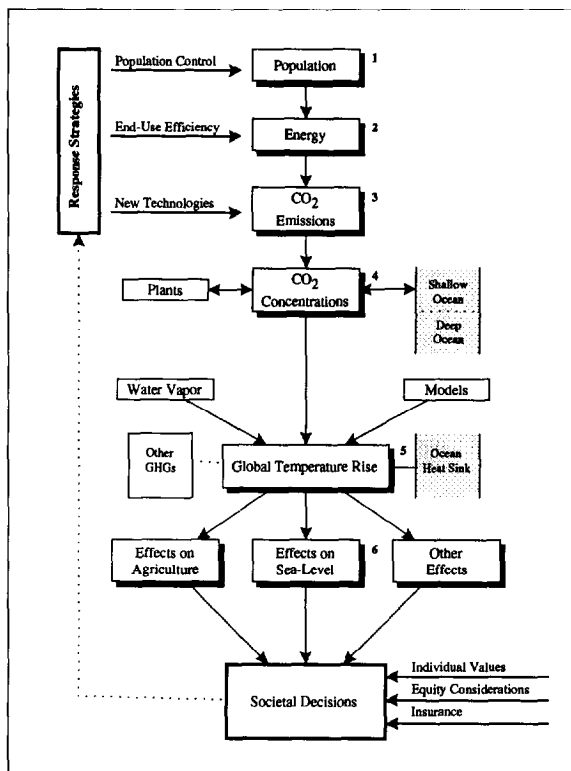 Response Strategies
Population Control
Population
1
End-Use Efficiency
Energy
2
New Technologies
CO2
Emissions
3
Plants
CO2
Concentrations
4
Shallow
Ocean
Deep
Ocean
Water Vapor
Models
Other
GHGs
Global Temperature Rise
5
Ocean
Heat Sink
Effects on
Agriculture
Effects on
Sea-Level
6
Other
Effects
Societal Decisions
Individual Values
Equity Considerations
Insurance